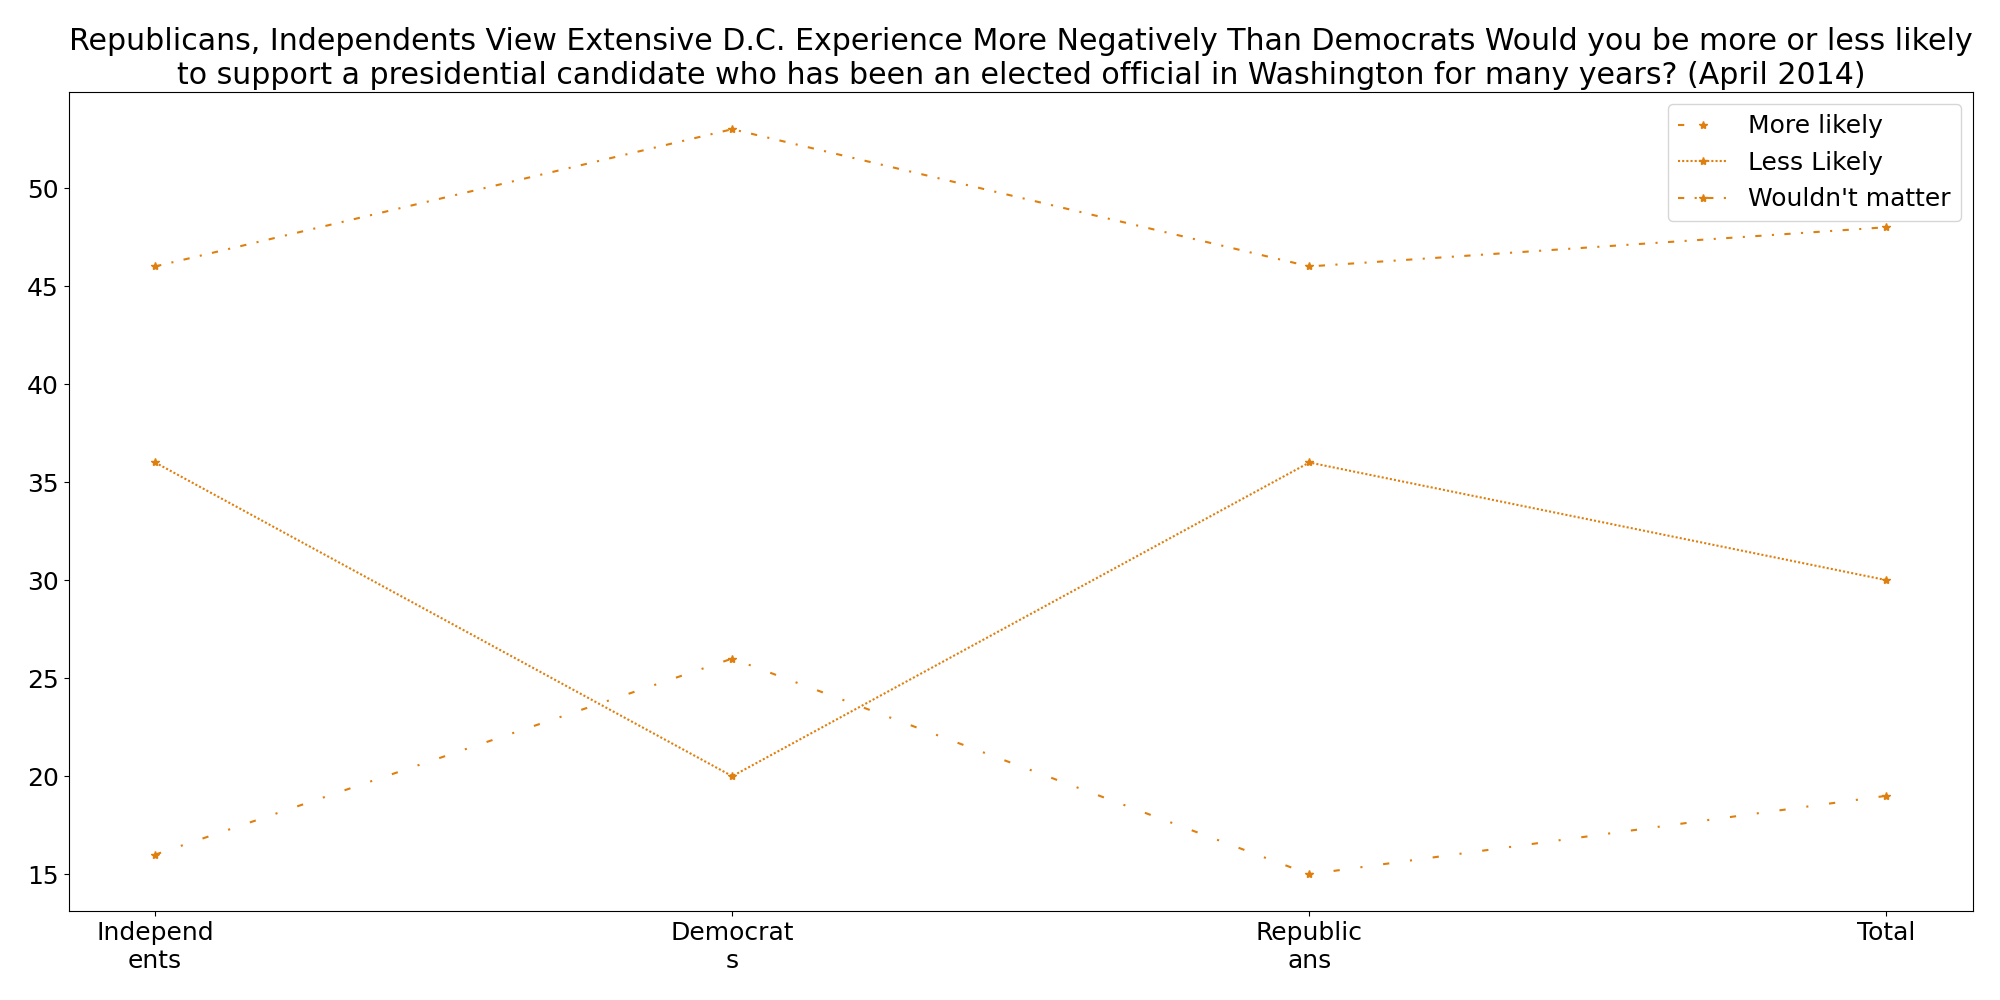 Republicans, Independents View Extensive D.C. Experience More Negatively Than Democrats Would you be more or less likely
to support a presidential candidate who has been an elected official in Washington for many years? (April 2014)
More likely
Less Likely
Wouldn't matter
50
45
40
35
30
25
20
15
Independ
ents
Democrat
s
Republic
ans
Total